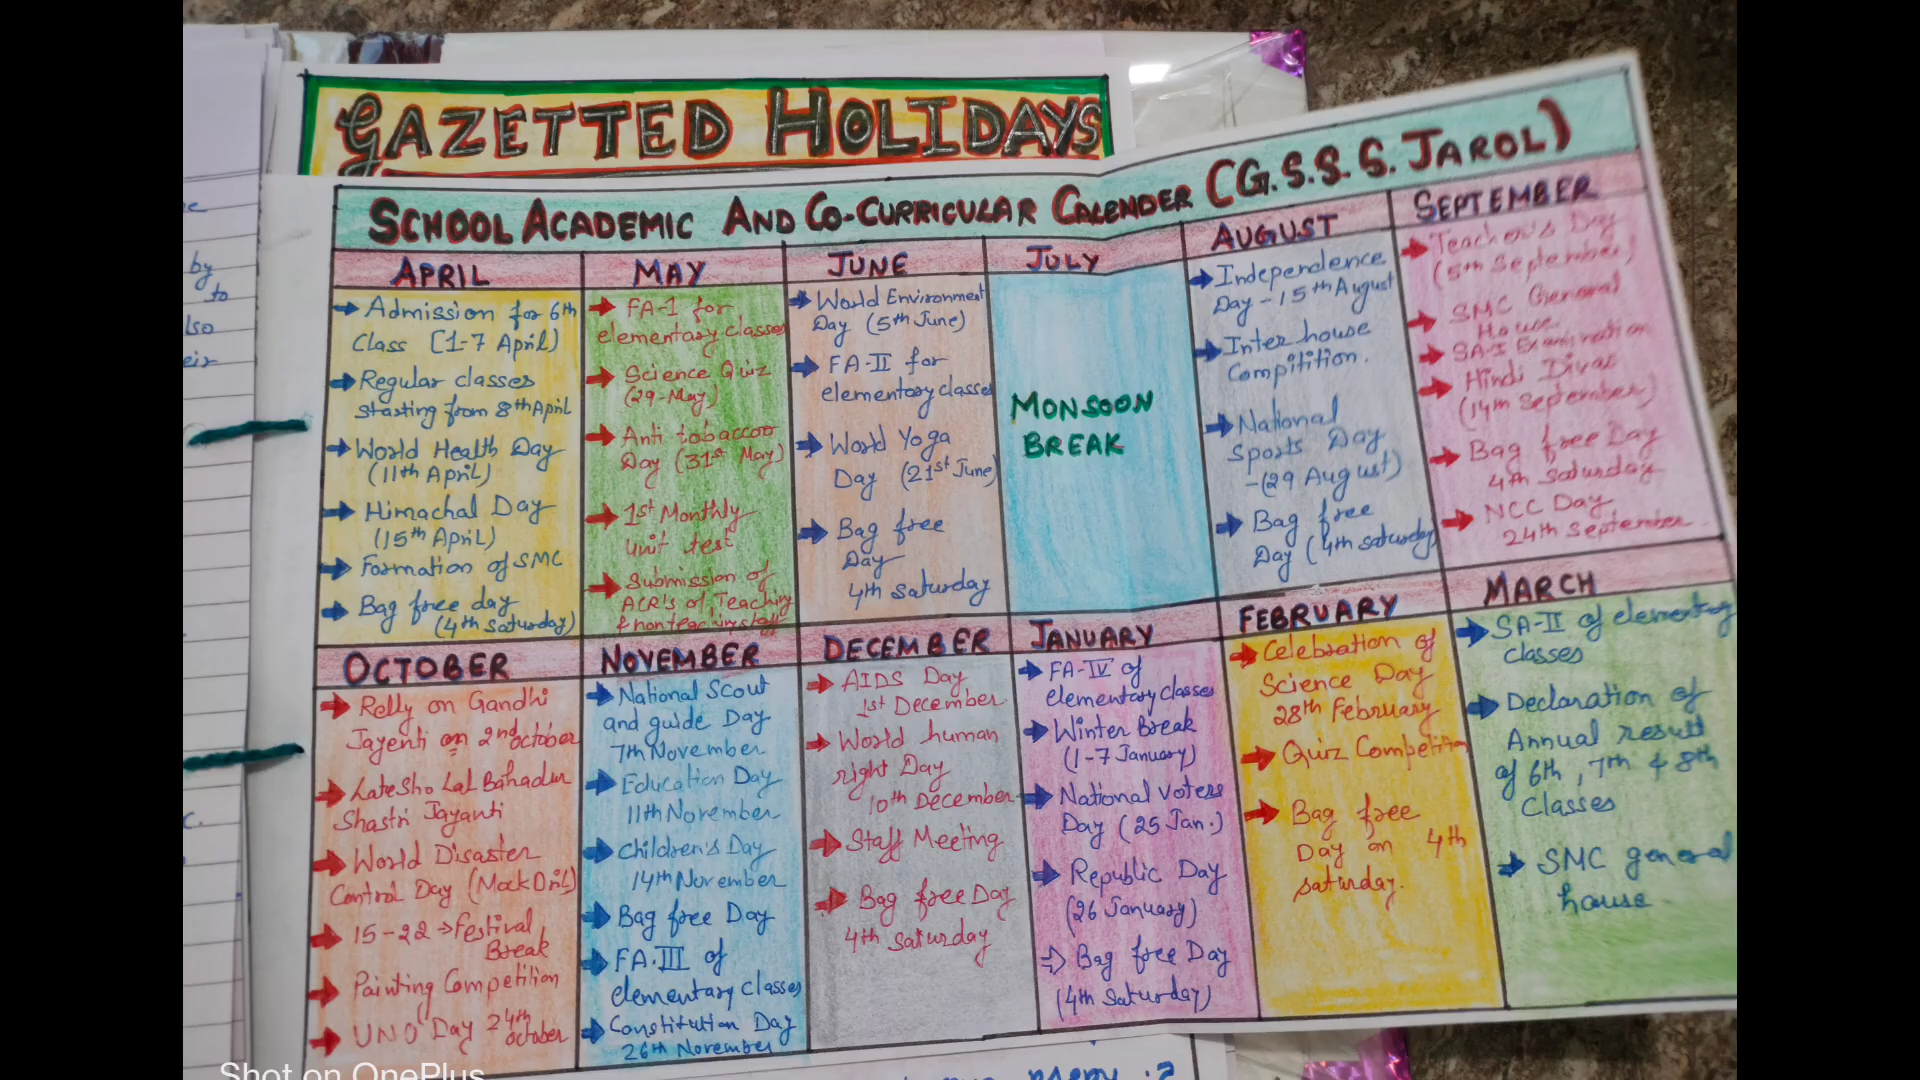 GAZETTED HOLIDAYS
SCHOOL ACADEMIC AND CO-CURRICULAR CALENDER (G.S.S.S. JAROL)
APRIL
Admission for 6th
Class [1-7 April)
Regular classes
starting from 8th April
World Health Day
(11th APRIL)
Himachal Day
(15th APRIL)
Formation of SMC
Bag free day
(4th Saturday)
MAY
FA-I for
elementary classes
Science Quiz
(29-May)
Anti tobaccoo
Day (31st May)
1st Monthly
unit test
Submission of
ACR's of Teaching
& nonteaching staff
JUNE
World Environment
Day (5th June)
FA-II for
elementary classes
World Yoga
Day (21st June)
Bag free
Day
4th Saturday
JULY
MONSOON
BREAK
AUGUST
Independence
Day - 15th August
Inter house
Compitition.
National
Sports Day
-(29 August)
Bag free
Day (4th Saturday
SEPTEMBER
Teacher's Day
(5th September)
SMC General
House
SA-I Examination
Hindi Divas
(14th September)
Bag free Day
4th Saturday
NCC Day
24th September
OCTOBER
Relly on Gandhi
Jayenti on 2nd october
Late Sho Lal Bahadur
Shastri Jayanti
World Disaster
Control Day (Mock Dril)
15-22 → Festival
Break
Painting Competition
UNO Day 24th
october
NOVEMBER
National Scout
and guide Day
7th November
Education Day
11th November
Children's Day
14th November
Bag free Day
FA-III of
elementary classes
Constitution Day
26th November
DECEMBER
AIDS Day
1st December
World human
right Day
10th December
Staff Meeting
Bag free Day
4th Saturday
JANUARY
FA-IV of
elementary classes
Winter Break
(1-7 January)
National Voters
Day (25 Jan.)
Republic Day
(26 January)
Bag free Day
(4th Saturday)
FEBRUARY
Celebration of
Science Day
28th February
Quiz Competition
Bag free
Day on 4th
saturday.
MARCH
SA-II of elementry
classes
Declaration of
Annual result
of 6th, 7th & 8th
Classes
SMC general
house
by
to
Shot on OnePlus